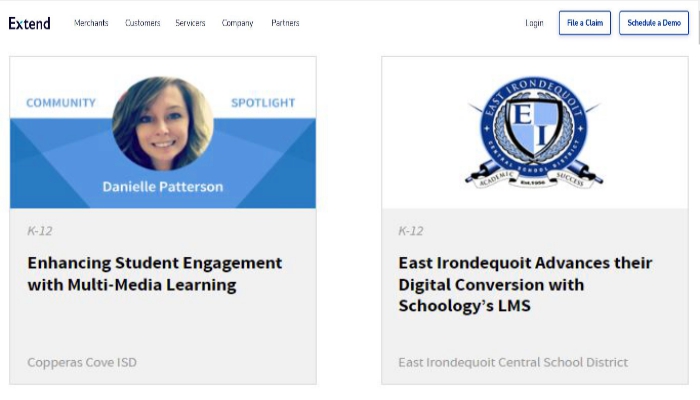 Extend Merchants Customers Servicers Company Partners Login File a Claim Schedule a Demo
COMMUNITY SPOTLIGHT
Danielle Patterson
K-12
Enhancing Student Engagement
with Multi-Media Learning
Copperas Cove ISD
EAST IRONDEQUOIT
CENTRAL SCHOOL DISTRICT
E I
ACADEMIC Est.1956 SUCCESS
K-12
East Irondequoit Advances their
Digital Conversion with
Schoology’s LMS
East Irondequoit Central School District